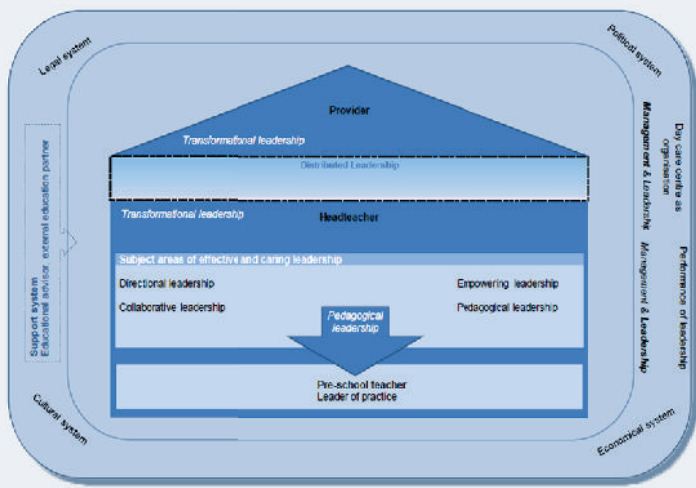 Legal system
Political system
Provider
Transformational leadership
Distributed Leadership
Transformational leadership
Headteacher
Subject areas of effective and caring leadership
Directional leadership
Empowering leadership
Collaborative leadership
Pedagogical leadership
Pedagogical
leadership
Pre-school teacher
Leader of practice
Support system
Educational advisor, external education partner
Management & Leadership
Day care centre as
organisation
Management & Leadership
Performance of leadership
Cultural system
Economical system